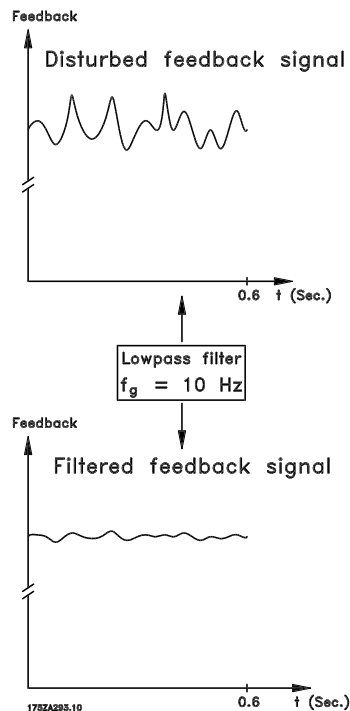 Feedback
Disturbed feedback signal
0.6 t (Sec.)
Lowpass filter
fg = 10 Hz
Feedback
Filtered feedback signal
0.6 t (Sec.)
175ZA293.10